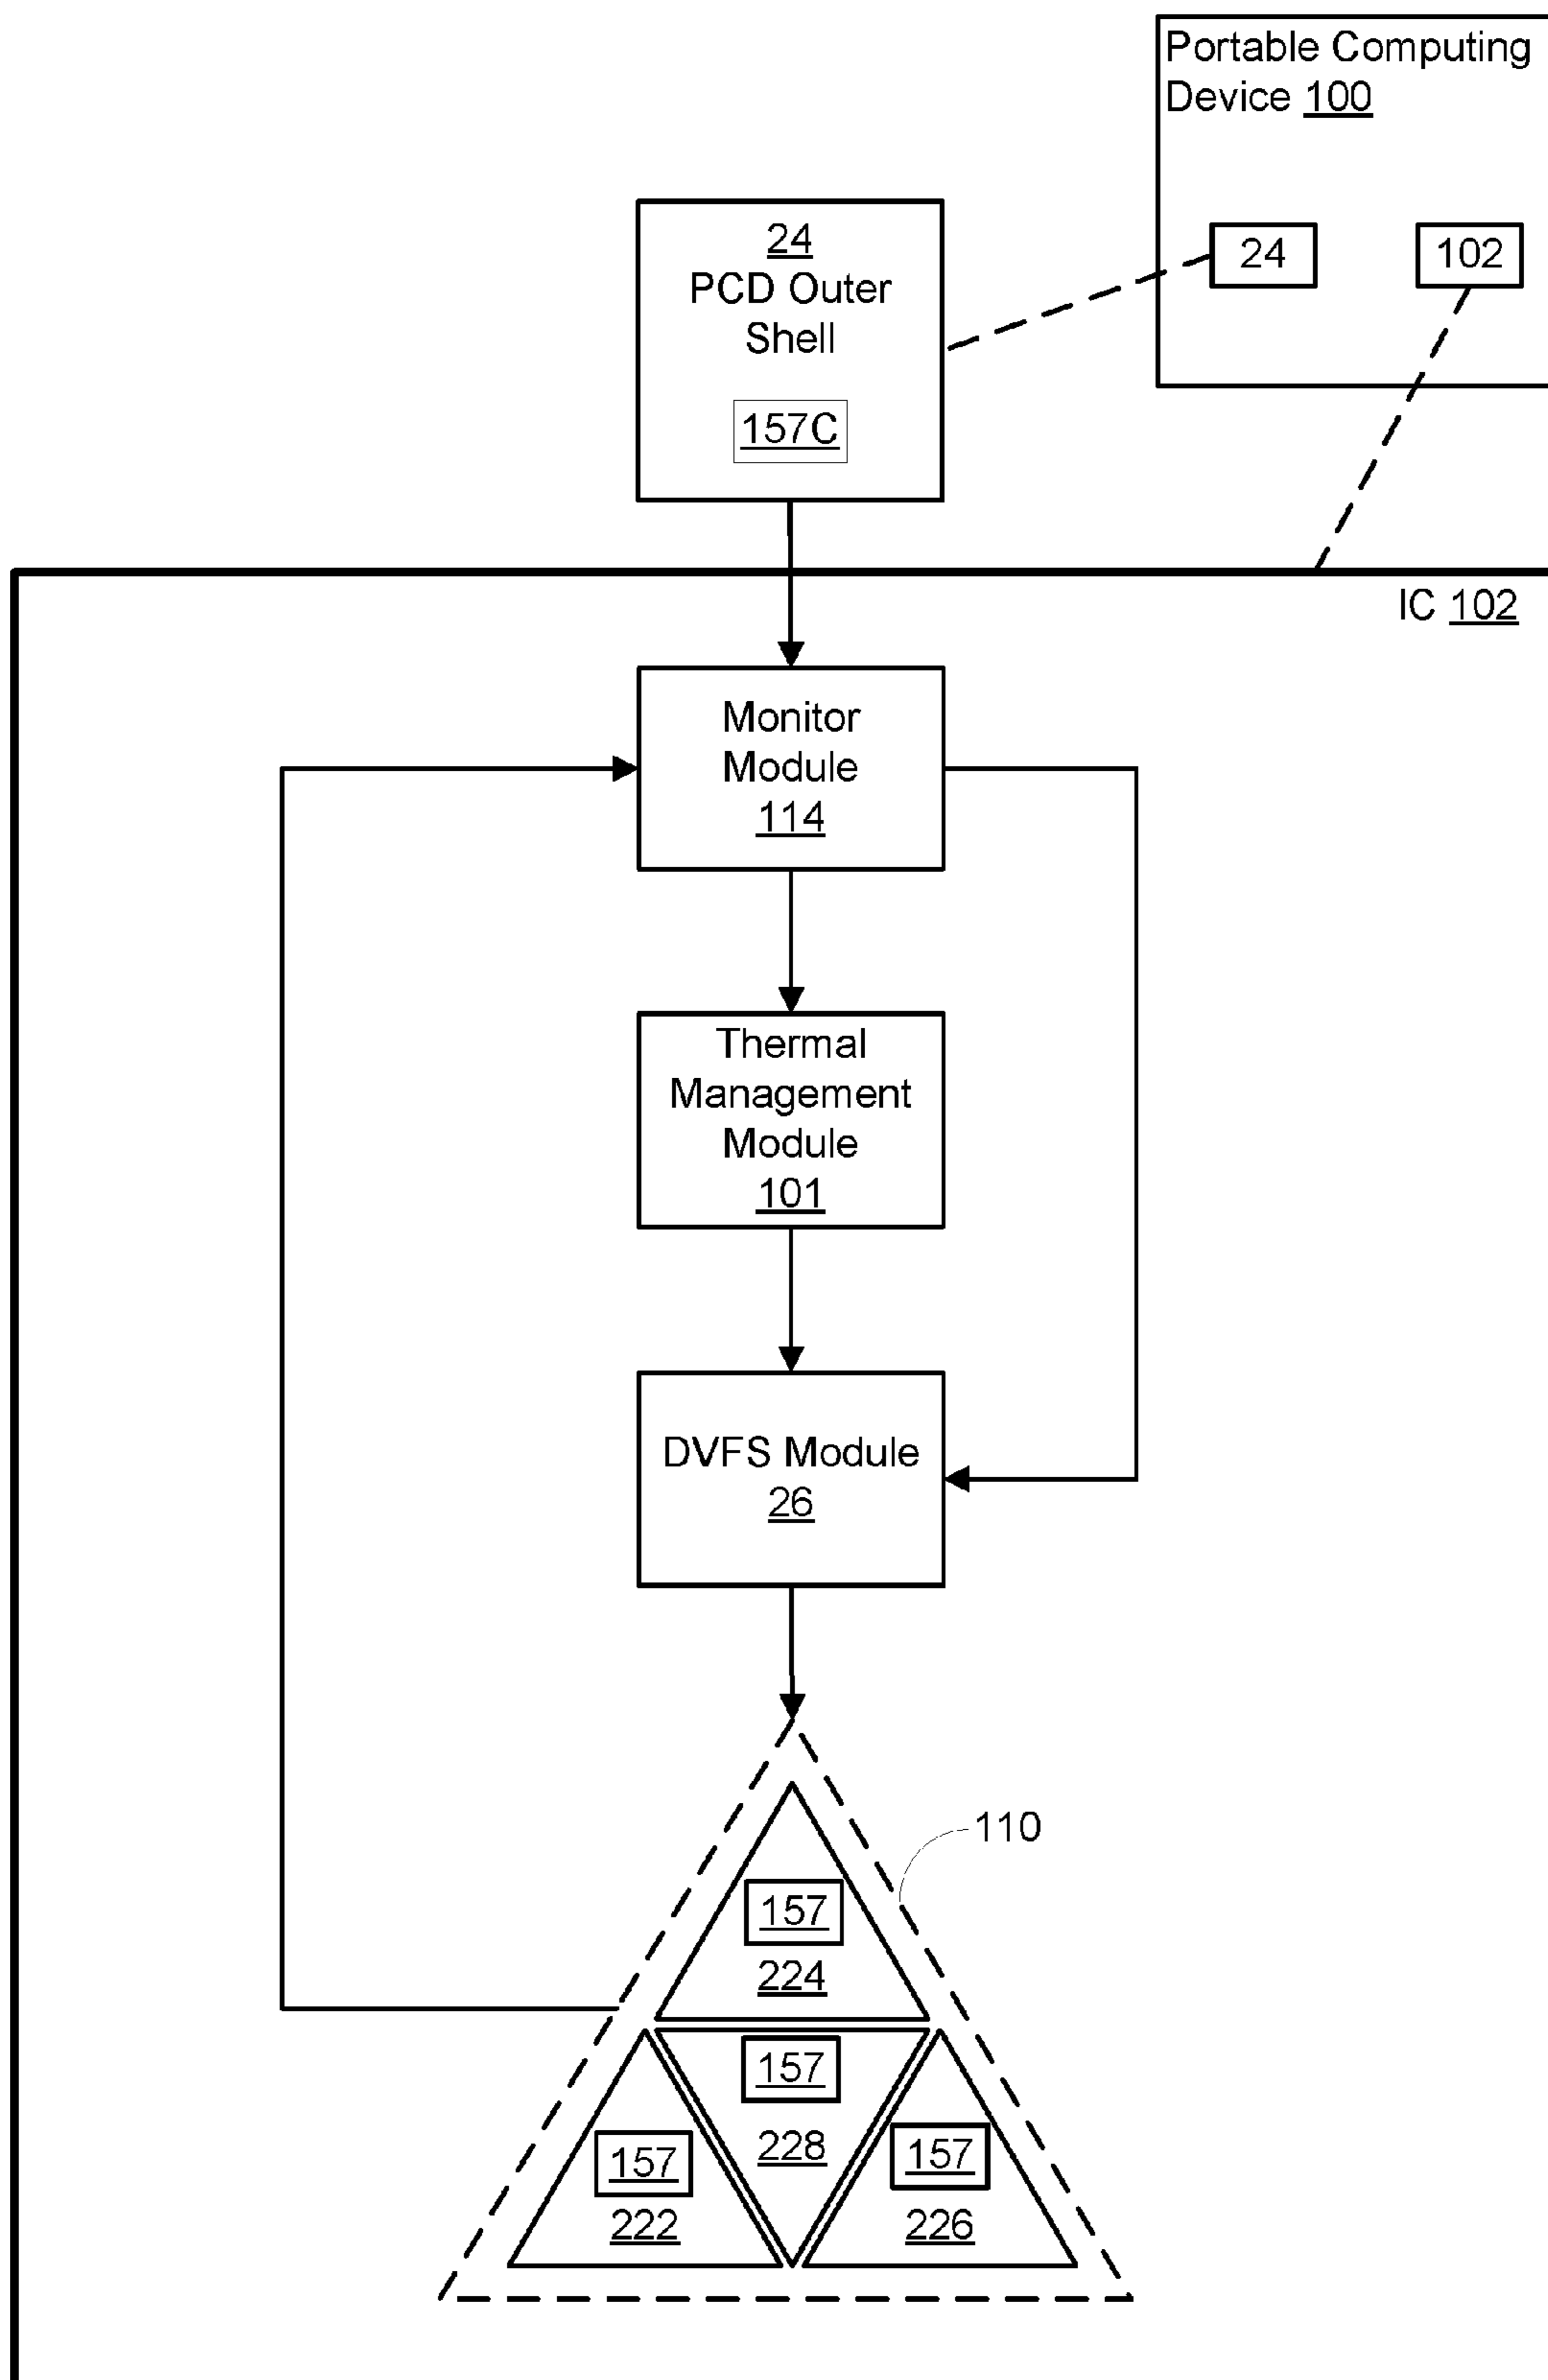 Portable Computing
Device 100
24
102
24
PCD Outer
Shell
157C
IC 102
Monitor
Module
114
Thermal
Management
Module
101
DVFS Module
26
110
157
224
157
228
157
222
157
226